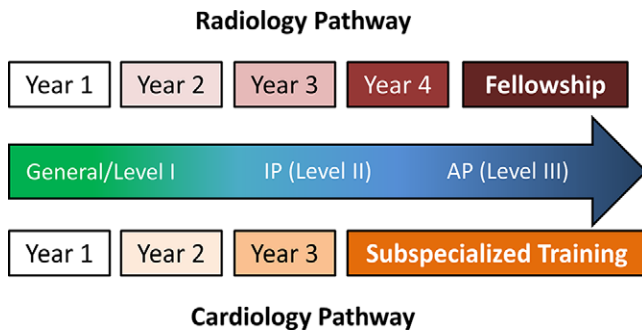 Radiology Pathway
Year 1 Year 2 Year 3 Year 4 Fellowship
General/Level I IP (Level II) AP (Level III)
Year 1 Year 2 Year 3 Subspecialized Training
Cardiology Pathway